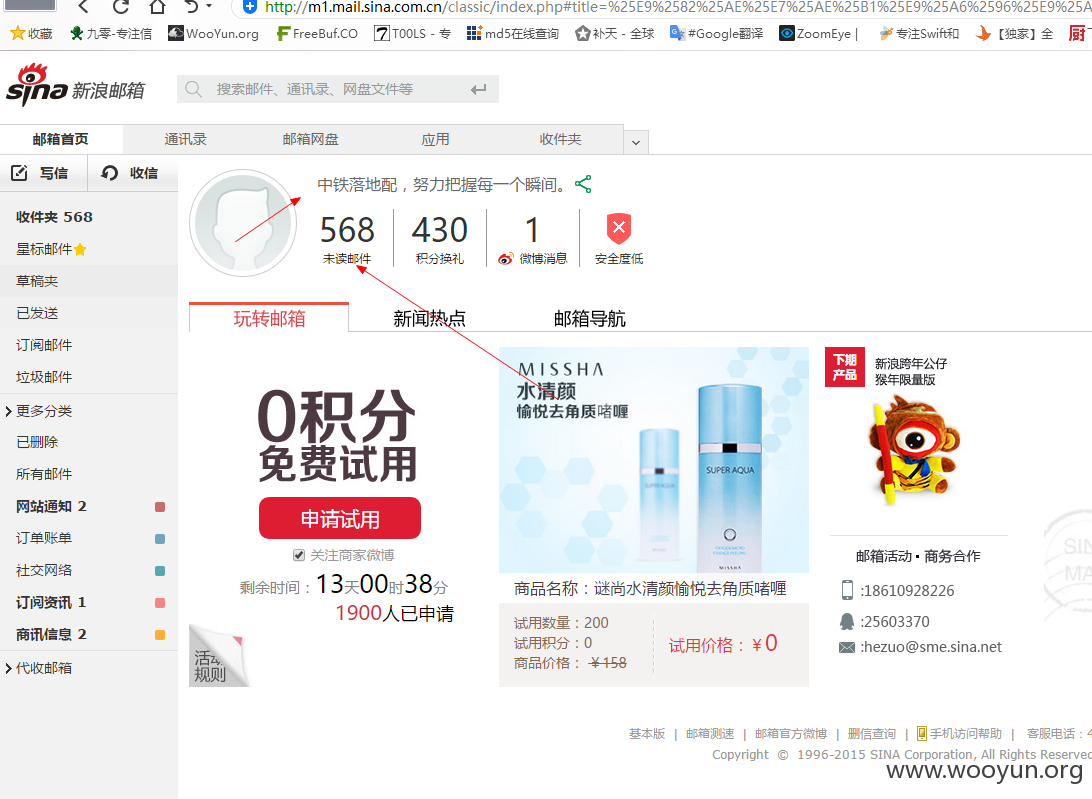 http://m1.mail.sina.com.cn/classic/index.php#title=%25E9%2582%25AE%25E7%25AE%25B1%25E9%25A6%2596%25E9%25A
收藏 九零-专注信 WooYun.org FreeBuf.CO T00LS - 专 md5在线查询 补天 - 全球 #Google翻译 ZoomEye | 专注Swift和 【独家】全
sina 新浪邮箱 搜索邮件、通讯录、网盘文件等
邮箱首页 通讯录 邮箱网盘 应用 收件夹
写信 收信
收件夹 568
星标邮件
草稿夹
已发送
订阅邮件
垃圾邮件
更多分类
已删除
所有邮件
网站通知 2
订单账单
社交网络
订阅资讯 1
商讯信息 2
代收邮箱
中铁落地配，努力把握每一个瞬间。
568 430 1
未读邮件 积分换礼 微博消息 安全度低
玩转邮箱 新闻热点 邮箱导航
0积分
免费试用
申请试用
关注商家微博
剩余时间：13天00时38分
1900人已申请
活动
规则
MISSHA
水清颜
愉悦去角质啫喱
SUPER AQUA
SUPER AQUA
MISSHA
商品名称：谜尚水清颜愉悦去角质啫喱
试用数量：200
试用积分：0
商品价格：￥158
试用价格：￥0
下期
产品
新浪跨年公仔
猴年限量版
邮箱活动·商务合作
:18610928226
:25603370
:hezuo@sme.sina.net
SIN
MA
基本版 | 邮箱测速 | 邮箱官方微博 | 删信查询 | 手机访问帮助 | 客服电话：4
Copyright © 1996-2015 SINA Corporation, All Rights Reserved
www.wooyun.org